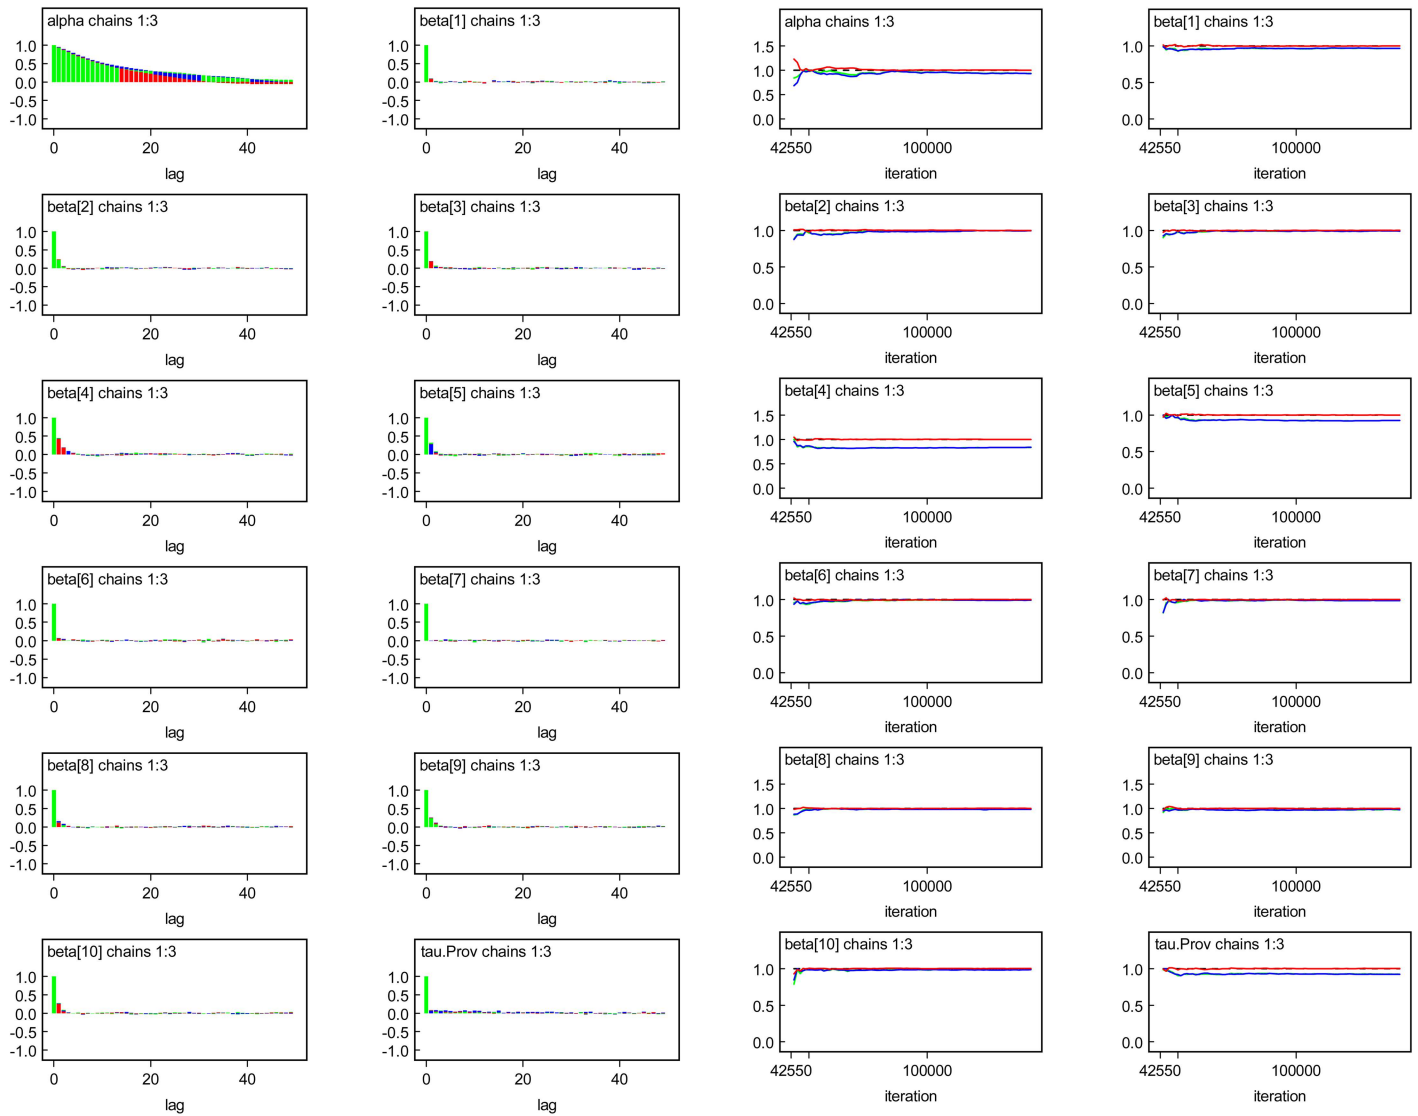 alpha chains 1:3
1.0
0.5
0.0
-0.5
-1.0
0 20 40
lag
beta[1] chains 1:3
1.0
0.5
0.0
-0.5
-1.0
0 20 40
lag
alpha chains 1:3
1.5
1.0
0.5
0.0
42550 100000
iteration
beta[1] chains 1:3
1.0
0.5
0.0
42550 100000
iteration
beta[2] chains 1:3
1.0
0.5
0.0
-0.5
-1.0
0 20 40
lag
beta[3] chains 1:3
1.0
0.5
0.0
-0.5
-1.0
0 20 40
lag
beta[2] chains 1:3
1.0
0.5
0.0
42550 100000
iteration
beta[3] chains 1:3
1.0
0.5
0.0
42550 100000
iteration
beta[4] chains 1:3
1.0
0.5
0.0
-0.5
-1.0
0 20 40
lag
beta[5] chains 1:3
1.0
0.5
0.0
-0.5
-1.0
0 20 40
lag
beta[4] chains 1:3
1.5
1.0
0.5
0.0
42550 100000
iteration
beta[5] chains 1:3
1.0
0.5
0.0
42550 100000
iteration
beta[6] chains 1:3
1.0
0.5
0.0
-0.5
-1.0
0 20 40
lag
beta[7] chains 1:3
1.0
0.5
0.0
-0.5
-1.0
0 20 40
lag
beta[6] chains 1:3
1.0
0.5
0.0
42550 100000
iteration
beta[7] chains 1:3
1.0
0.5
0.0
42550 100000
iteration
beta[8] chains 1:3
1.0
0.5
0.0
-0.5
-1.0
0 20 40
lag
beta[9] chains 1:3
1.0
0.5
0.0
-0.5
-1.0
0 20 40
lag
beta[8] chains 1:3
1.5
1.0
0.5
0.0
42550 100000
iteration
beta[9] chains 1:3
1.5
1.0
0.5
0.0
42550 100000
iteration
beta[10] chains 1:3
1.0
0.5
0.0
-0.5
-1.0
0 20 40
lag
tau.Prov chains 1:3
1.0
0.5
0.0
-0.5
-1.0
0 20 40
lag
beta[10] chains 1:3
1.0
0.5
0.0
42550 100000
iteration
tau.Prov chains 1:3
1.0
0.5
0.0
42550 100000
iteration